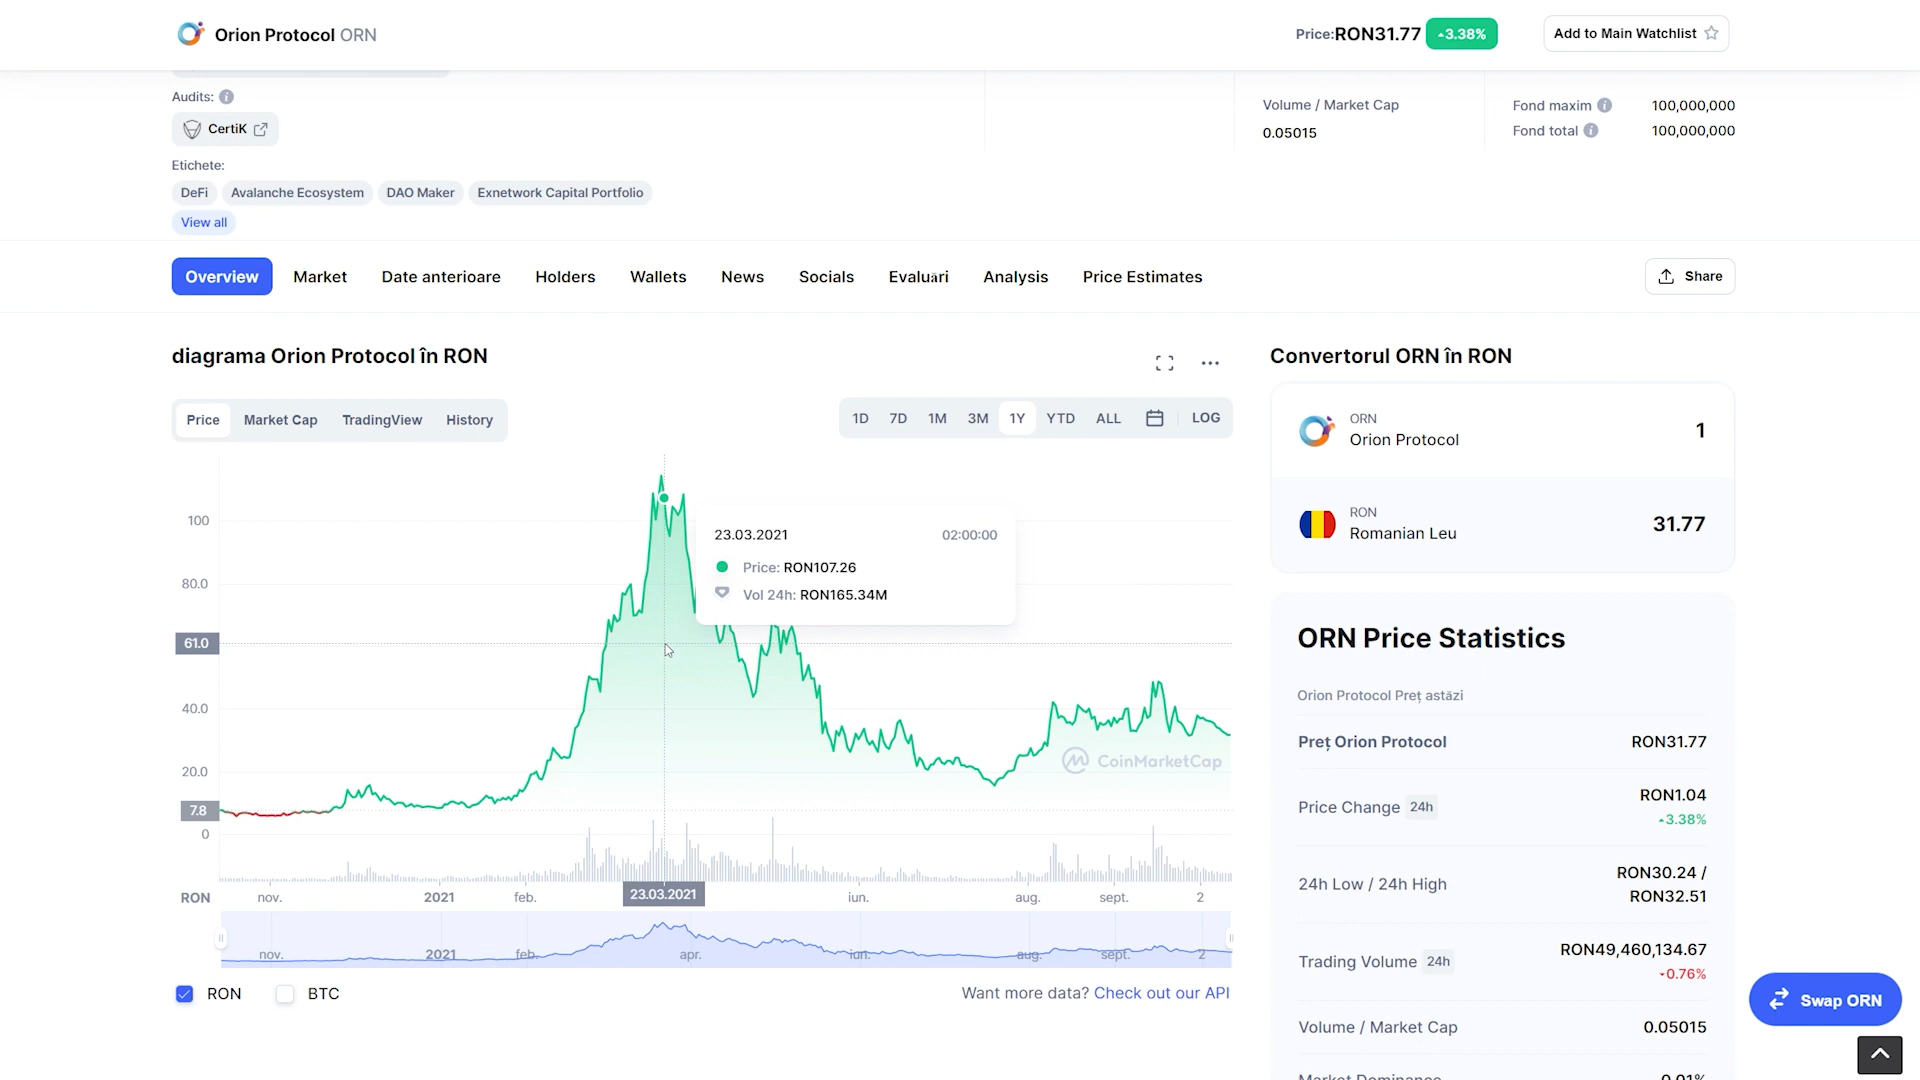 Orion Protocol ORN
Price:RON31.77 3.38%
Add to Main Watchlist
Audits:
CertiK
Etichete:
DeFi Avalanche Ecosystem DAO Maker Exnetwork Capital Portfolio
View all
Volume / Market Cap
0.05015
Fond maxim 100,000,000
Fond total 100,000,000
Overview Market Date anterioare Holders Wallets News Socials Evaluări Analysis Price Estimates
Share
diagrama Orion Protocol în RON
Price Market Cap TradingView History
1D 7D 1M 3M 1Y YTD ALL LOG
100
80.0
61.0
40.0
20.0
7.8
0
23.03.2021 02:00:00
Price: RON107.26
Vol 24h: RON165.34M
CoinMarketCap
RON nov. 2021 feb. 23.03.2021 iun. aug. sept. 2
nov. 2021 feb. apr. iun. aug. sept. 2
RON BTC
Want more data? Check out our API
Convertorul ORN în RON
ORN
Orion Protocol 1
RON
Romanian Leu 31.77
ORN Price Statistics
Orion Protocol Preț astăzi
Preț Orion Protocol RON31.77
Price Change 24h RON1.04
3.38%
24h Low / 24h High RON30.24 /
RON32.51
Trading Volume 24h RON49,460,134.67
0.76%
Volume / Market Cap 0.05015
Market Dominance 0.01%
Swap ORN